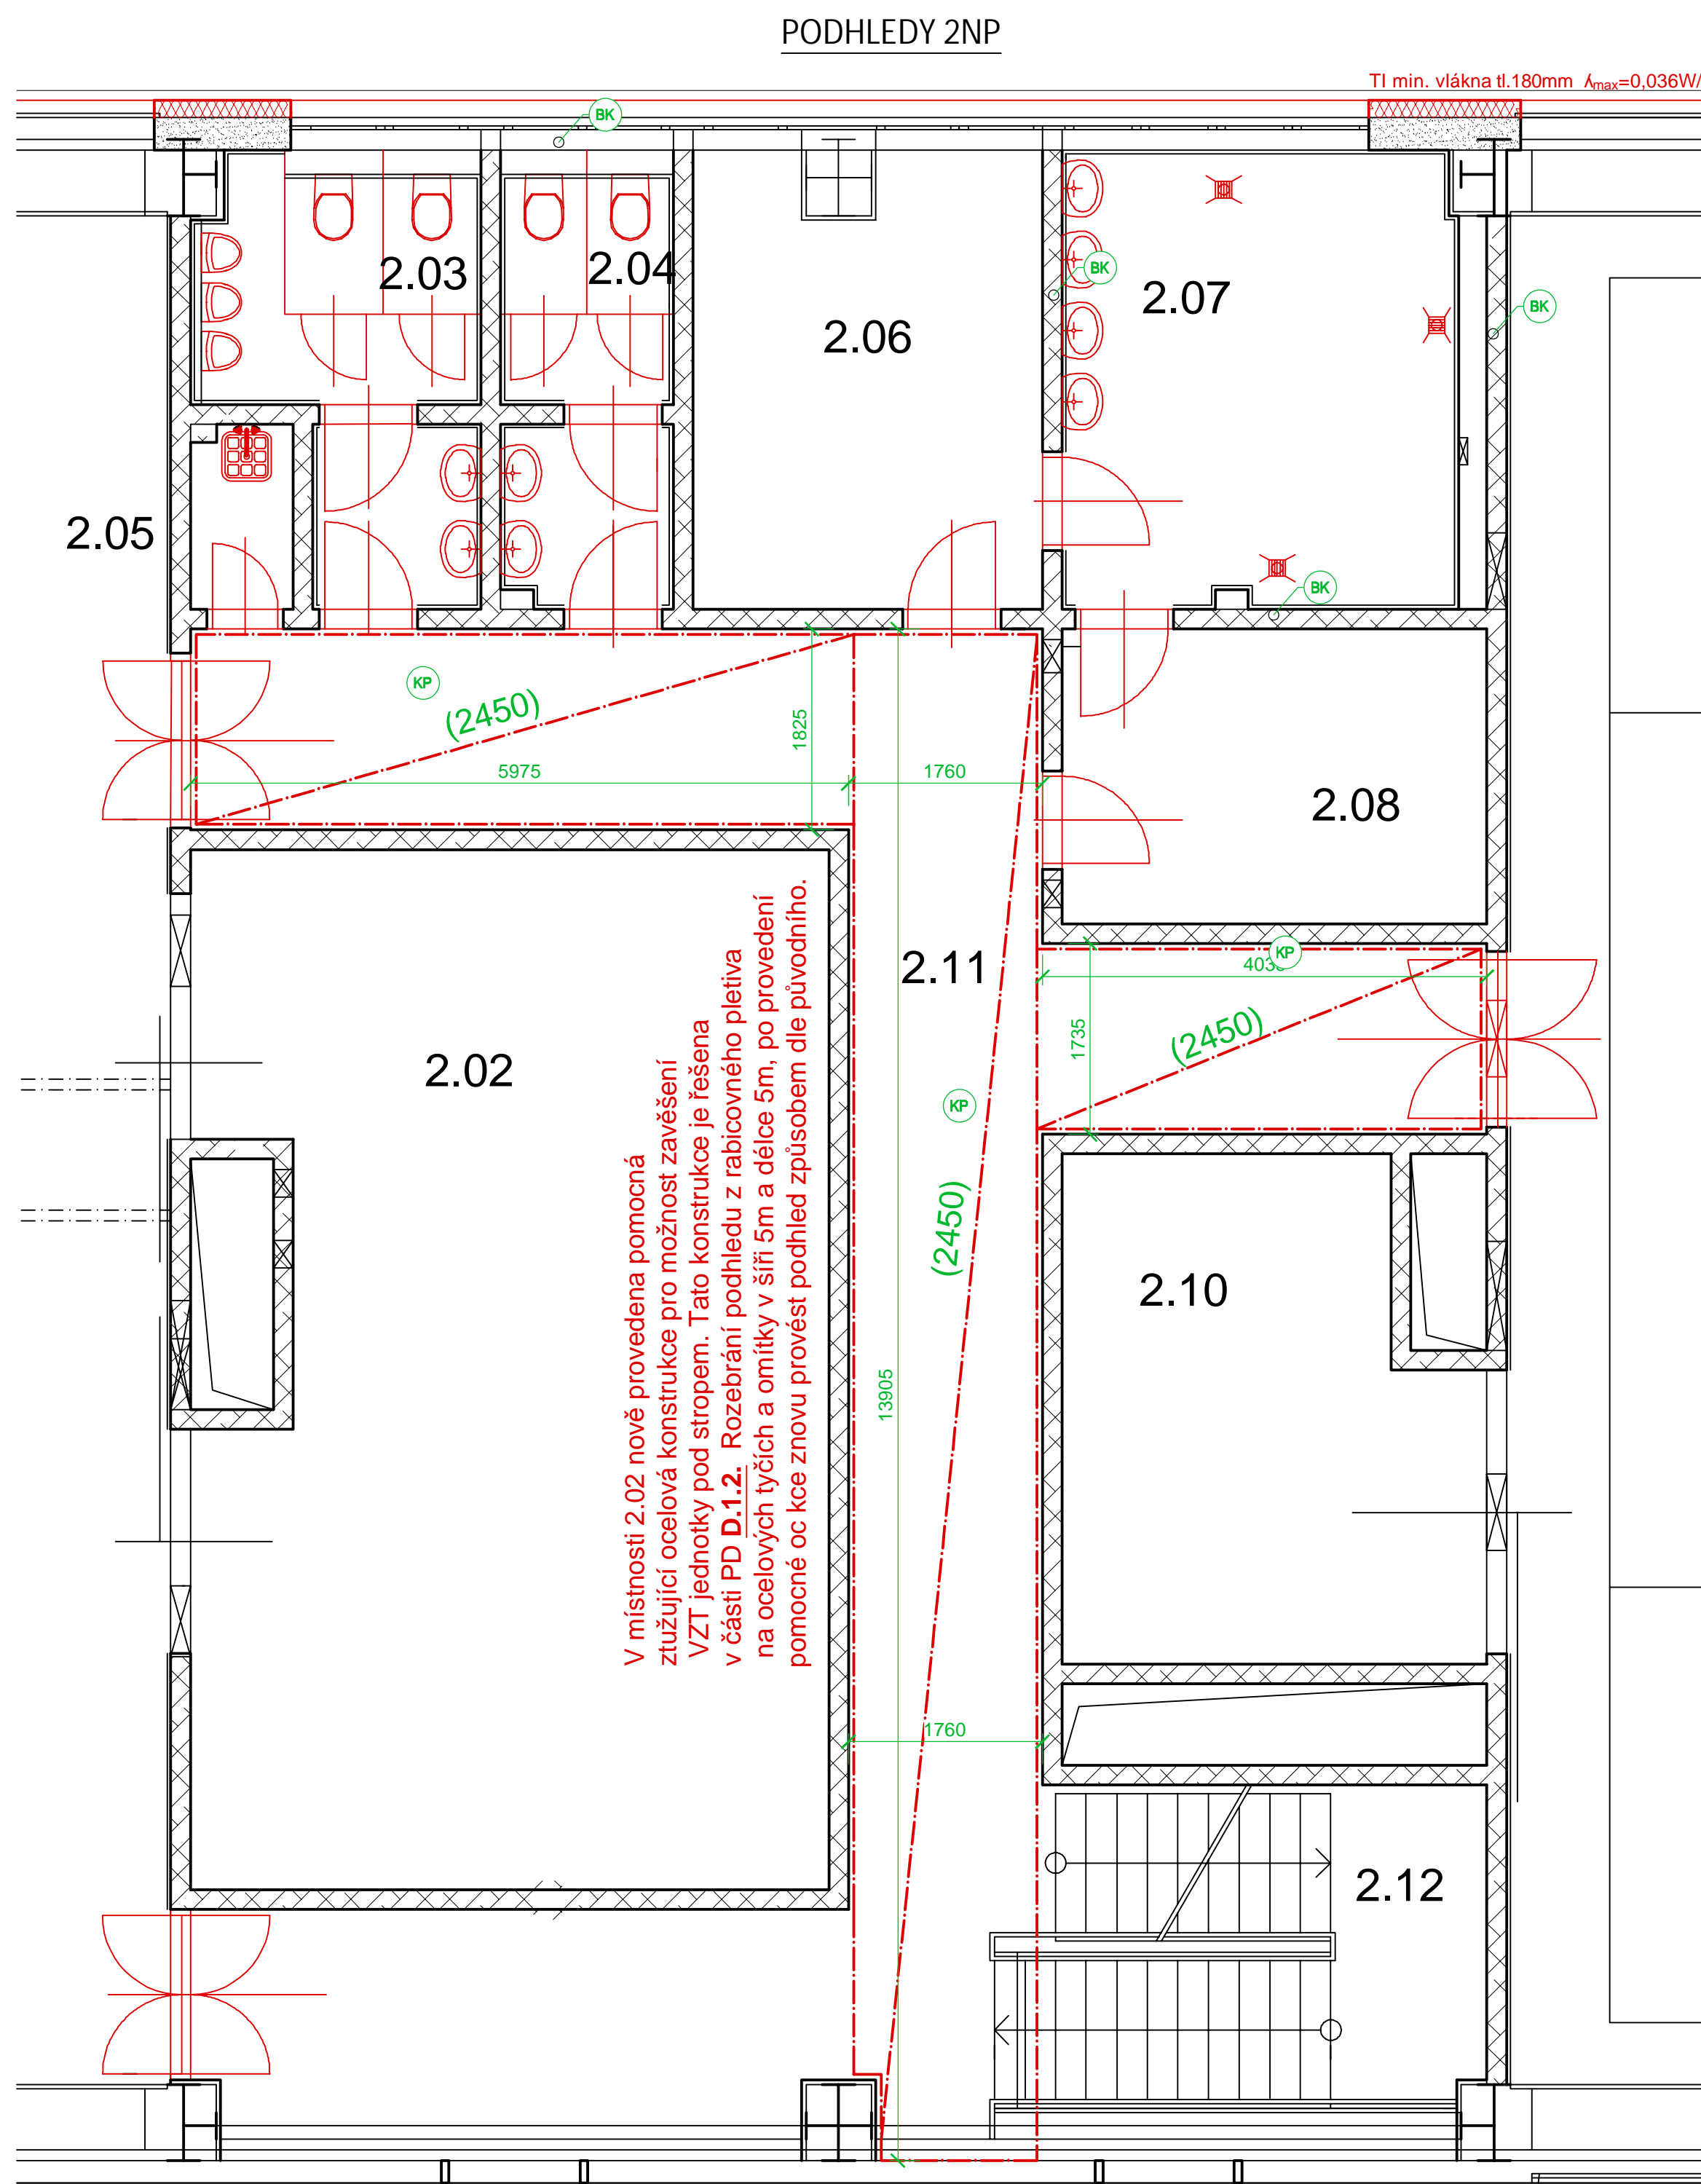 PODHLEDY 2NP
TI min. vlákna tl.180mm λmax=0,036W/
BK
2.03
2.04
2.06
BK
2.07
BK
2.05
BK
KP
(2450)
1825
5975
1760
2.08
2.11
KP
1735
(2450)
2.02
V místnosti 2.02 nově provedena pomocná
ztužující ocelová konstrukce pro možnost zavěšení
VZT jednotky pod stropem. Tato konstrukce je řešena
v části PD D.1.2. Rozebrání podhledu z rabicovného pletiva
na ocelových tyčích a omítky v šíři 5m a délce 5m, po provedení
pomocné oc kce znovu provést podhled způsobem dle původního.
KP
(2450)
13905
2.10
1760
2.12